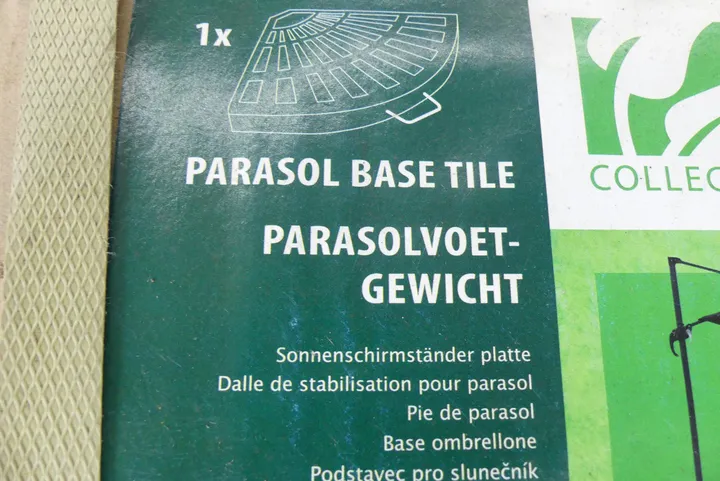 1x
PARASOL BASE TILE
PARASOLVOET-
GEWICHT
Sonnenschirmständer platte
Dalle de stabilisation pour parasol
Pie de parasol
Base ombrellone
Podstavec pro slunečník
COLLEC